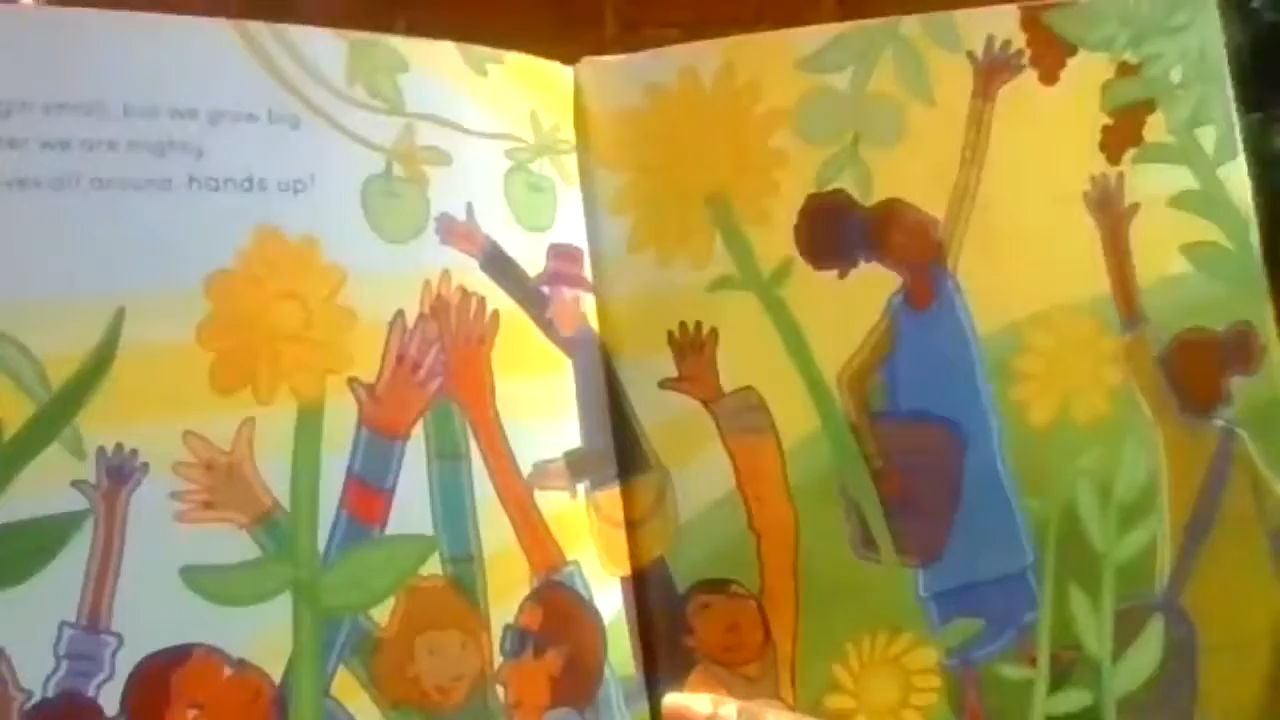 small, but we grow big
we are mighty
all around hands up!